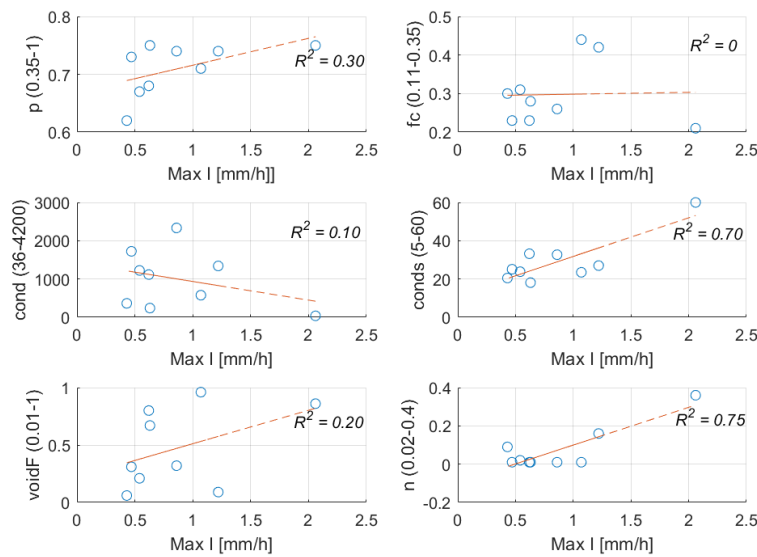 0.8
0.7
0.6
p (0.35-1)
R² = 0.30
0 0.5 1 1.5 2 2.5
Max I [mm/h]]
0.5
0.4
0.3
0.2
fc (0.11-0.35)
R² = 0
0 0.5 1 1.5 2 2.5
Max I [mm/h]
3000
2000
1000
0
cond (36-4200)
R² = 0.10
0 0.5 1 1.5 2 2.5
Max I [mm/h]
60
40
20
0
conds (5-60)
R² = 0.70
0 0.5 1 1.5 2 2.5
Max I [mm/h]
1
0.5
0
voidF (0.01-1)
R² = 0.20
0 0.5 1 1.5 2 2.5
Max I [mm/h]
0.4
0.2
0
-0.2
n (0.02-0.4)
R² = 0.75
0 0.5 1 1.5 2 2.5
Max I [mm/h]